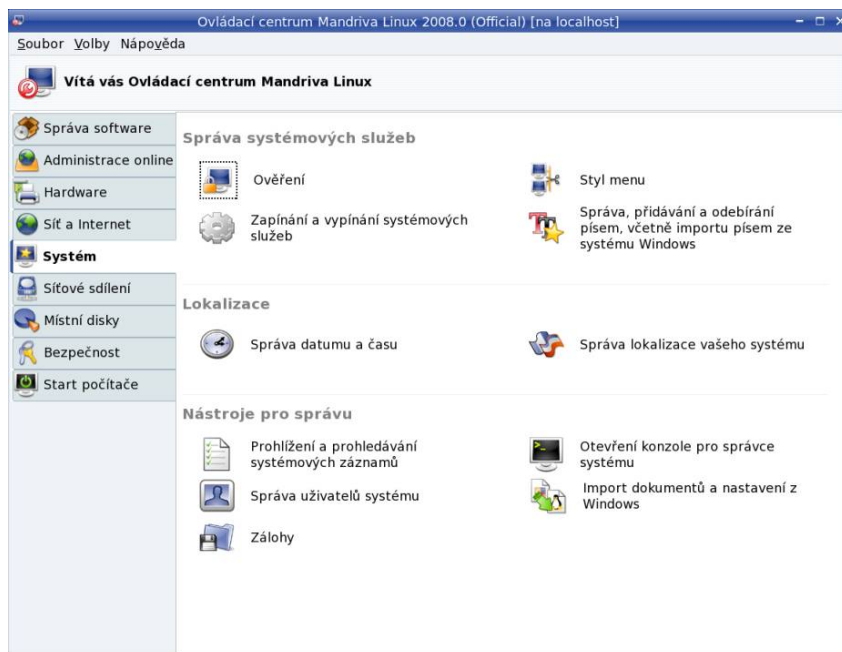 Ovládací centrum Mandriva Linux 2008.0 (Official) [na localhost]
Soubor Volby Nápověda
Vítá vás Ovládací centrum Mandriva Linux
Správa software
Administrace online
Hardware
Síť a Internet
Systém
Síťové sdílení
Místní disky
Bezpečnost
Start počítače
Správa systémových služeb
Ověření
Styl menu
Zapínání a vypínání systémových
služeb
Správa, přidávání a odebírání
písem, včetně importu písem ze
systému Windows
Lokalizace
Správa datumu a času
Správa lokalizace vašeho systému
Nástroje pro správu
Prohlížení a prohledávání
systémových záznamů
Otevření konzole pro správce
systému
Správa uživatelů systému
Import dokumentů a nastavení z
Windows
Zálohy